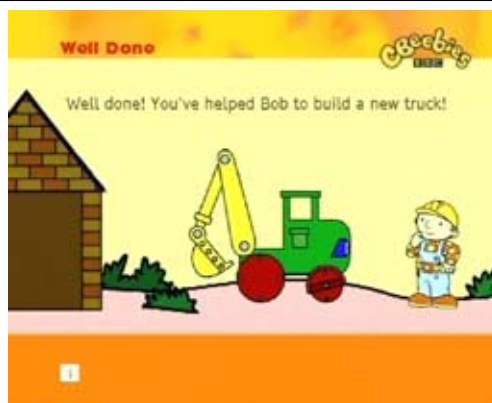 Well Done
CBeebies
BBC
Well done! You've helped Bob to build a new truck!
i